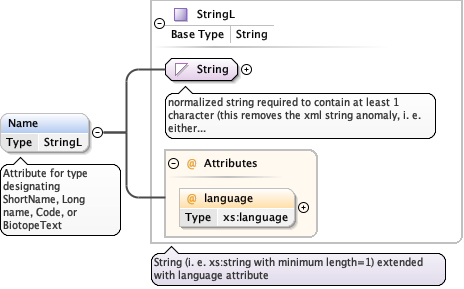 StringL
Base Type String
String
normalized string required to contain at least 1
character (this removes the xml string anomaly, i. e.
either...
Name
Type StringL
Attribute for type
designating
ShortName, Long
name, Code, or
BiotopeText
@ Attributes
@ language
Type xs:language
String (i. e. xs:string with minimum length=1) extended
with language attribute